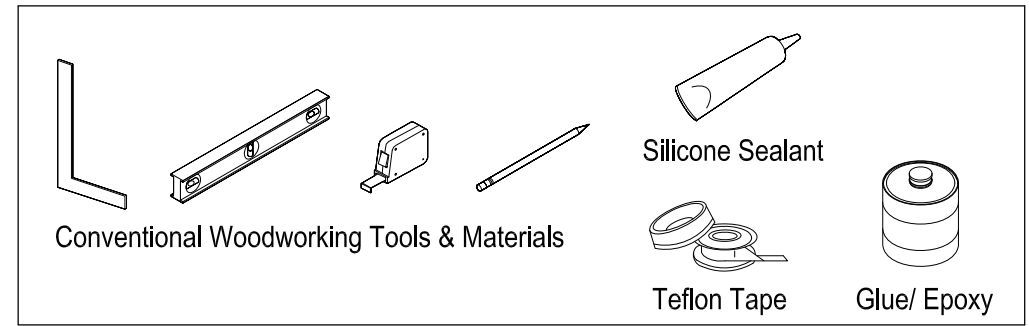 Silicone Sealant
Conventional Woodworking Tools & Materials
Teflon Tape
Glue/ Epoxy